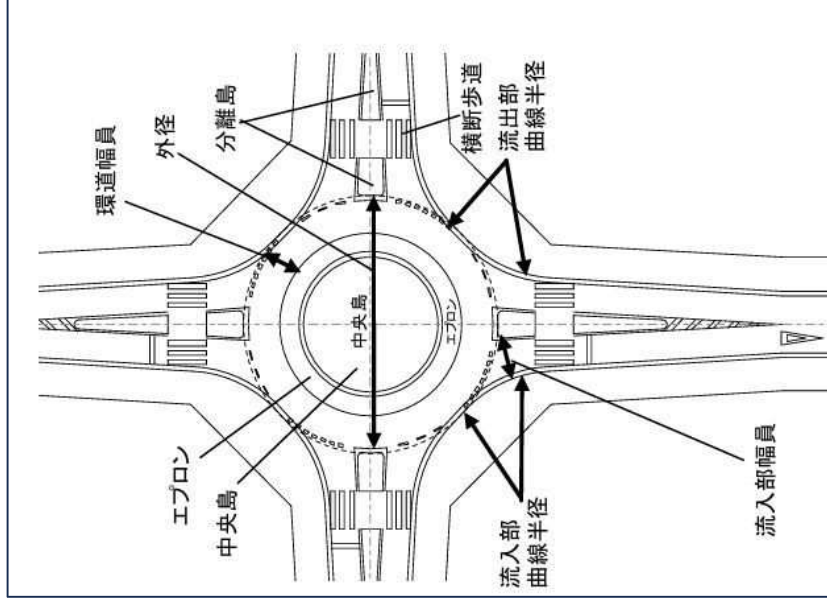 環道幅員
外径
エプロン
中央島
分離島
中央島
エプロン
横断歩道
流入部
曲線半径
流出部
曲線半径
流入部幅員